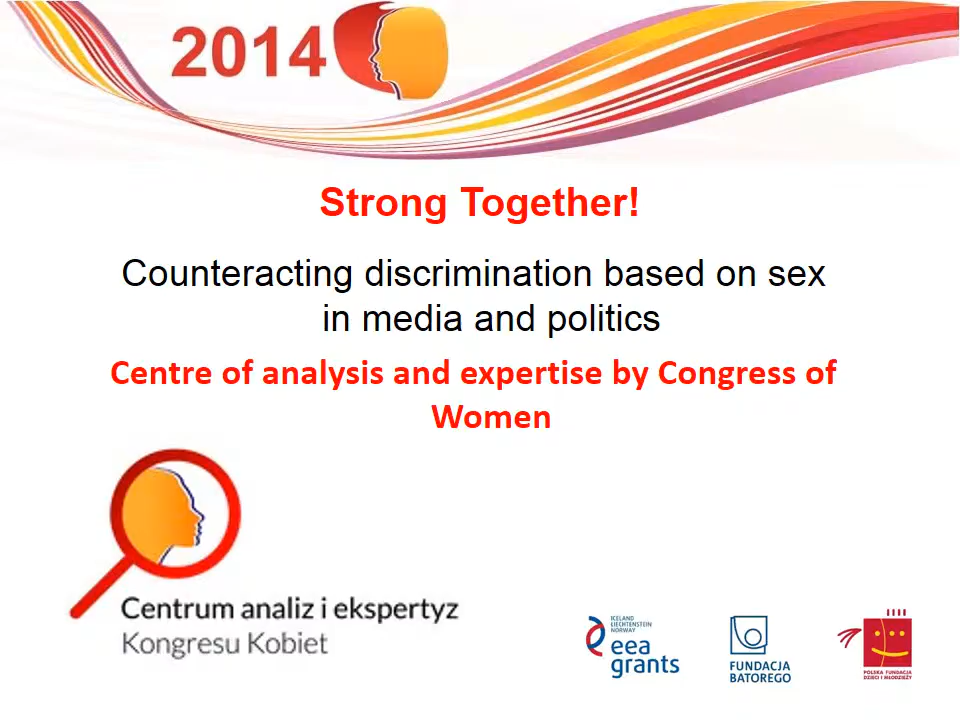 2014
Strong Together!
Counteracting discrimination based on sex
in media and politics
Centre of analysis and expertise by Congress of
Women
Centrum analiz i ekspertyz
Kongresu Kobiet
ICELAND
LIECHTENSTEIN
NORWAY
eea
grants
FUNDACJA
BATOREGO
POLSKA FUNDACJA
DZIECI I MŁODZIEŻY